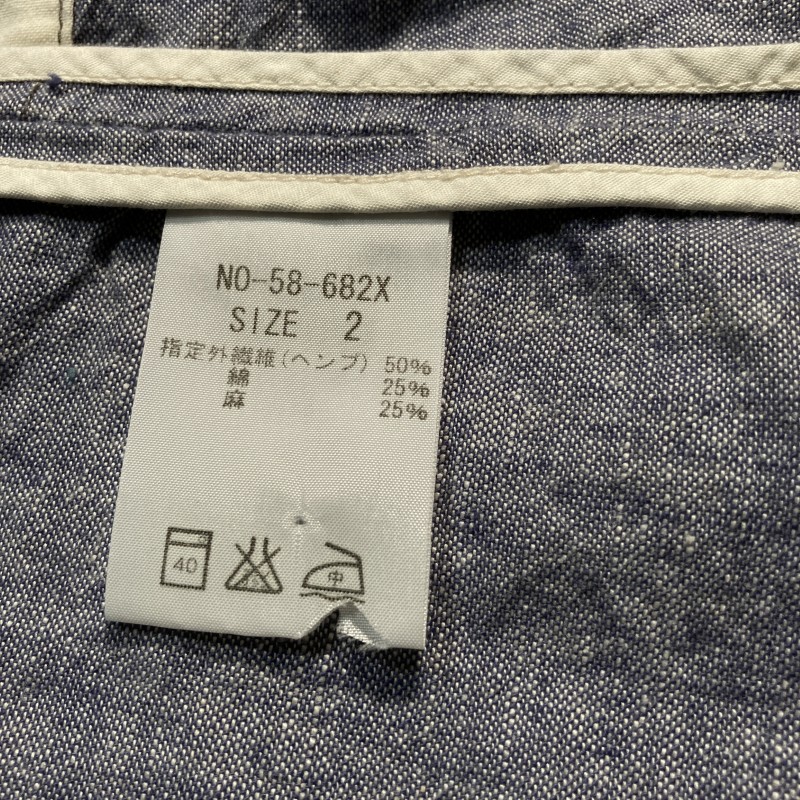 NO-58-682X
SIZE 2
指定外繊維(ヘンプ) 50%
綿 25%
麻 25%
40
中